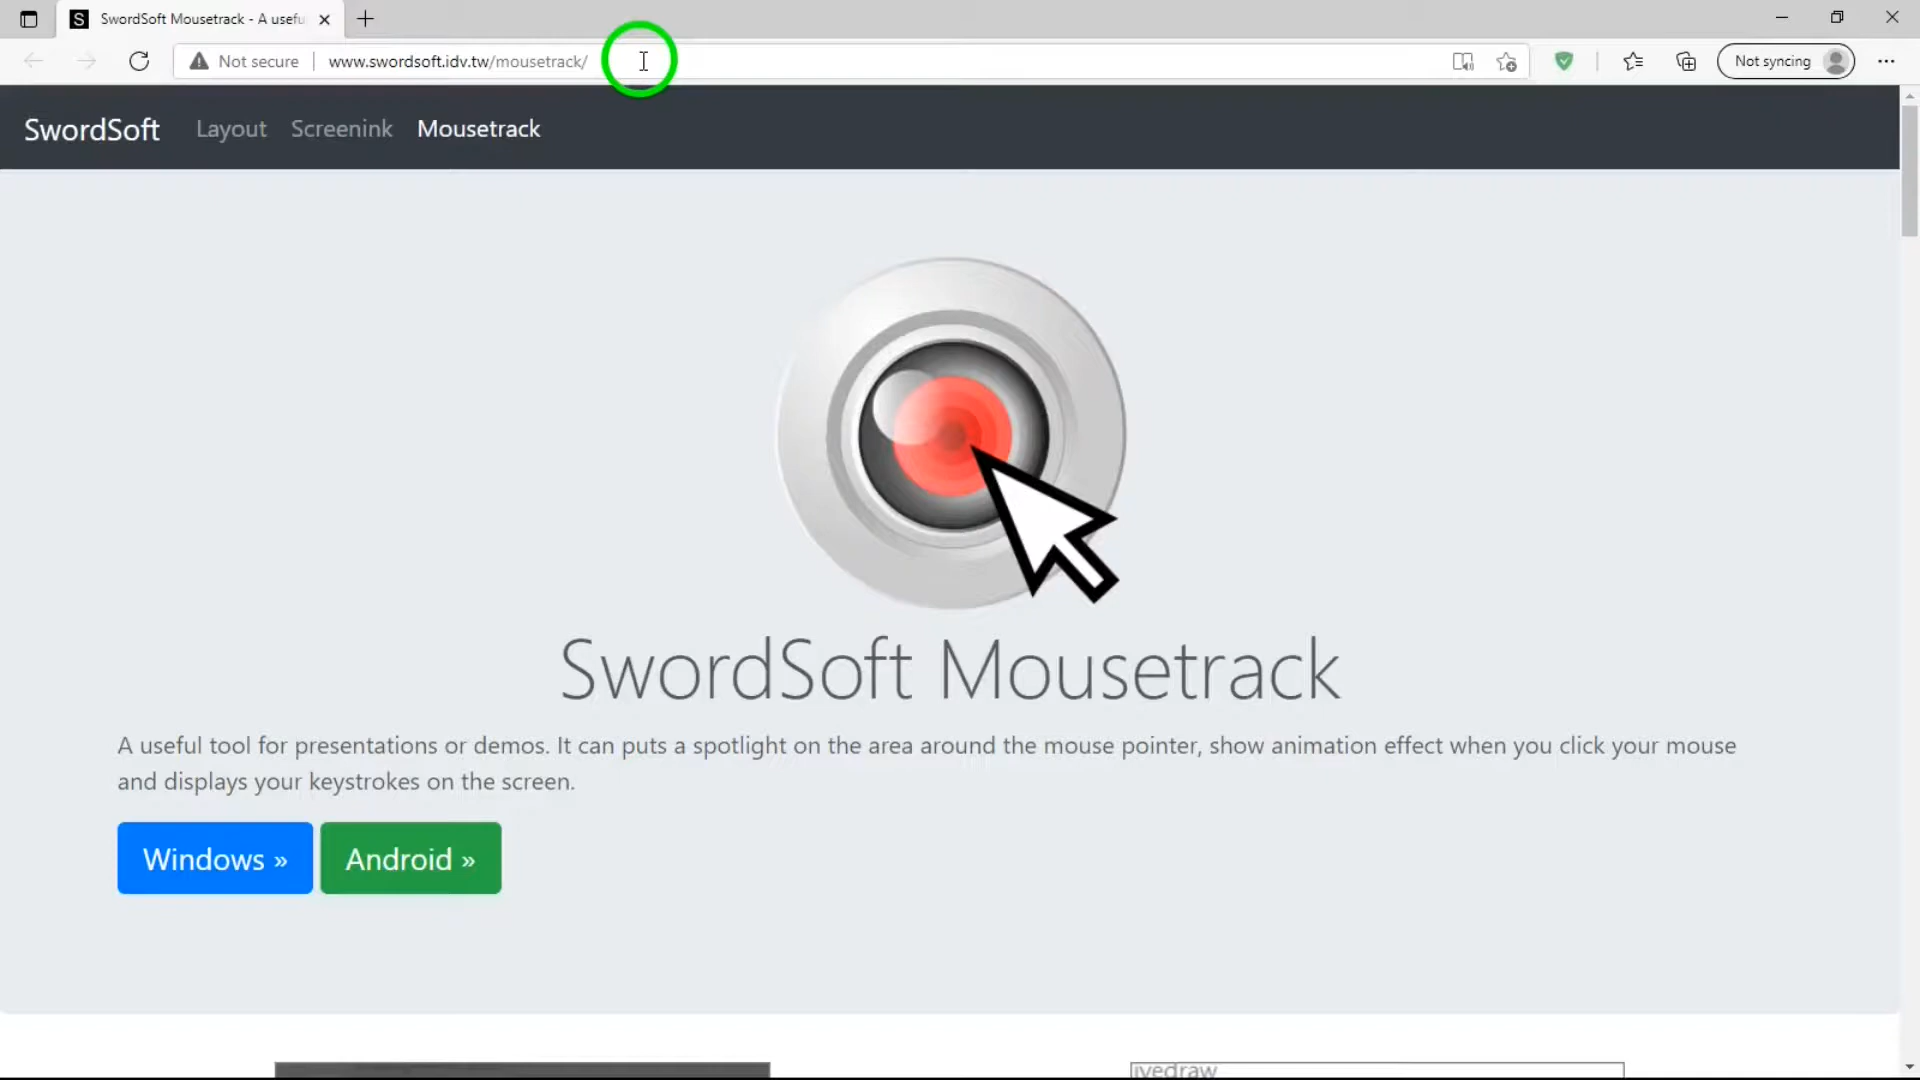 S SwordSoft Mousetrack - A usefu
Not secure www.swordsoft.idv.tw/mousetrack/ Not syncing
SwordSoft Layout Screenink Mousetrack
SwordSoft Mousetrack
A useful tool for presentations or demos. It can puts a spotlight on the area around the mouse pointer, show animation effect when you click your mouse
and displays your keystrokes on the screen.
Windows » Android »
ivedraw